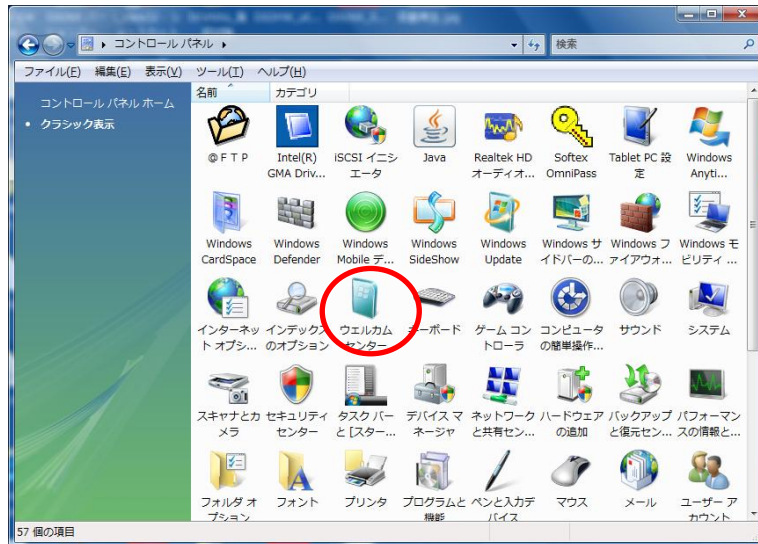 コントロール パネル
検索
ファイル(F) 編集(E) 表示(V) ツール(T) ヘルプ(H)
コントロール パネル ホーム
クラシック表示
名前 カテゴリ
@FTP
Intel(R)
GMA Driv...
iSCSI イニシ
エータ
Java
Realtek HD
オーディオ...
Softex
OmniPass
Tablet PC 設
定
Windows
Anyti...
Windows
CardSpace
Windows
Defender
Windows
Mobile デ...
Windows
SideShow
Windows
Update
Windows サ
イドバーの...
Windows フ
ァイアウォ...
Windows モ
ビリティ ...
インターネッ
ト オプシ...
インデックス
のオプション
ウェルカム
センター
キーボード
ゲーム コン
トローラ
コンピュータ
の簡単操作...
サウンド
システム
スキャナとカ
メラ
セキュリティ
センター
タスク バー
と [スター...
デバイス マ
ネージャ
ネットワーク
と共有セン...
ハードウェア
の追加
バックアップ
と復元セン...
パフォーマン
スの情報と...
フォルダ オ
プション
フォント
プリンタ
プログラムと
機能
ペンと入力デ
バイス
マウス
メール
ユーザー ア
カウント
57 個の項目